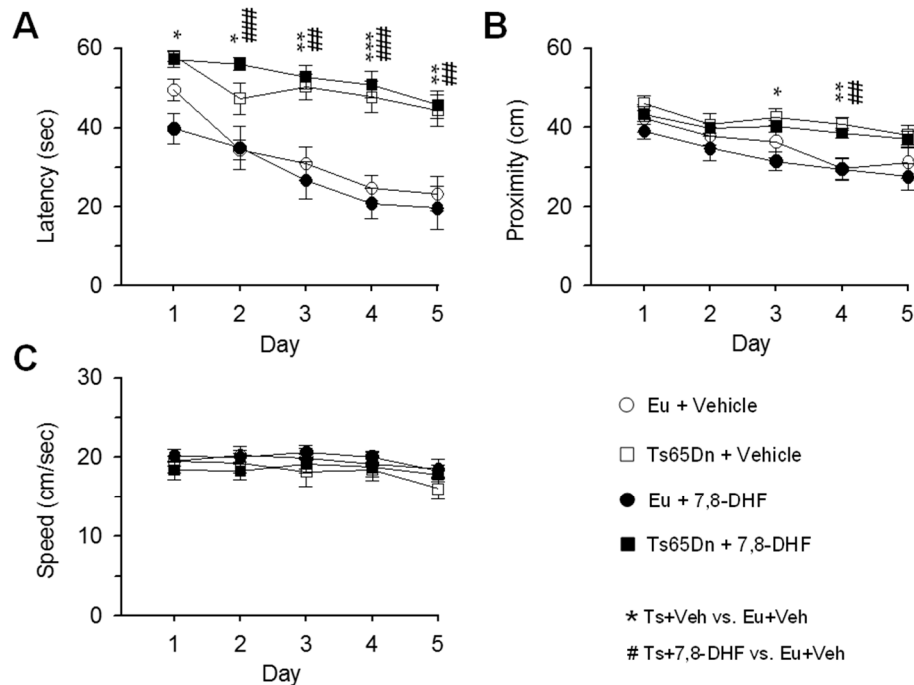 A
* * ** *** **
## ##
60
40
20
0
Latency (sec)
1 2 3 4 5
Day
B
* **
##
60
40
20
0
Proximity (cm)
1 2 3 4 5
Day
C
30
20
10
0
Speed (cm/sec)
1 2 3 4 5
Day
Eu + Vehicle
Ts65Dn + Vehicle
Eu + 7,8-DHF
Ts65Dn + 7,8-DHF
* Ts+Veh vs. Eu+Veh
# Ts+7,8-DHF vs. Eu+Veh